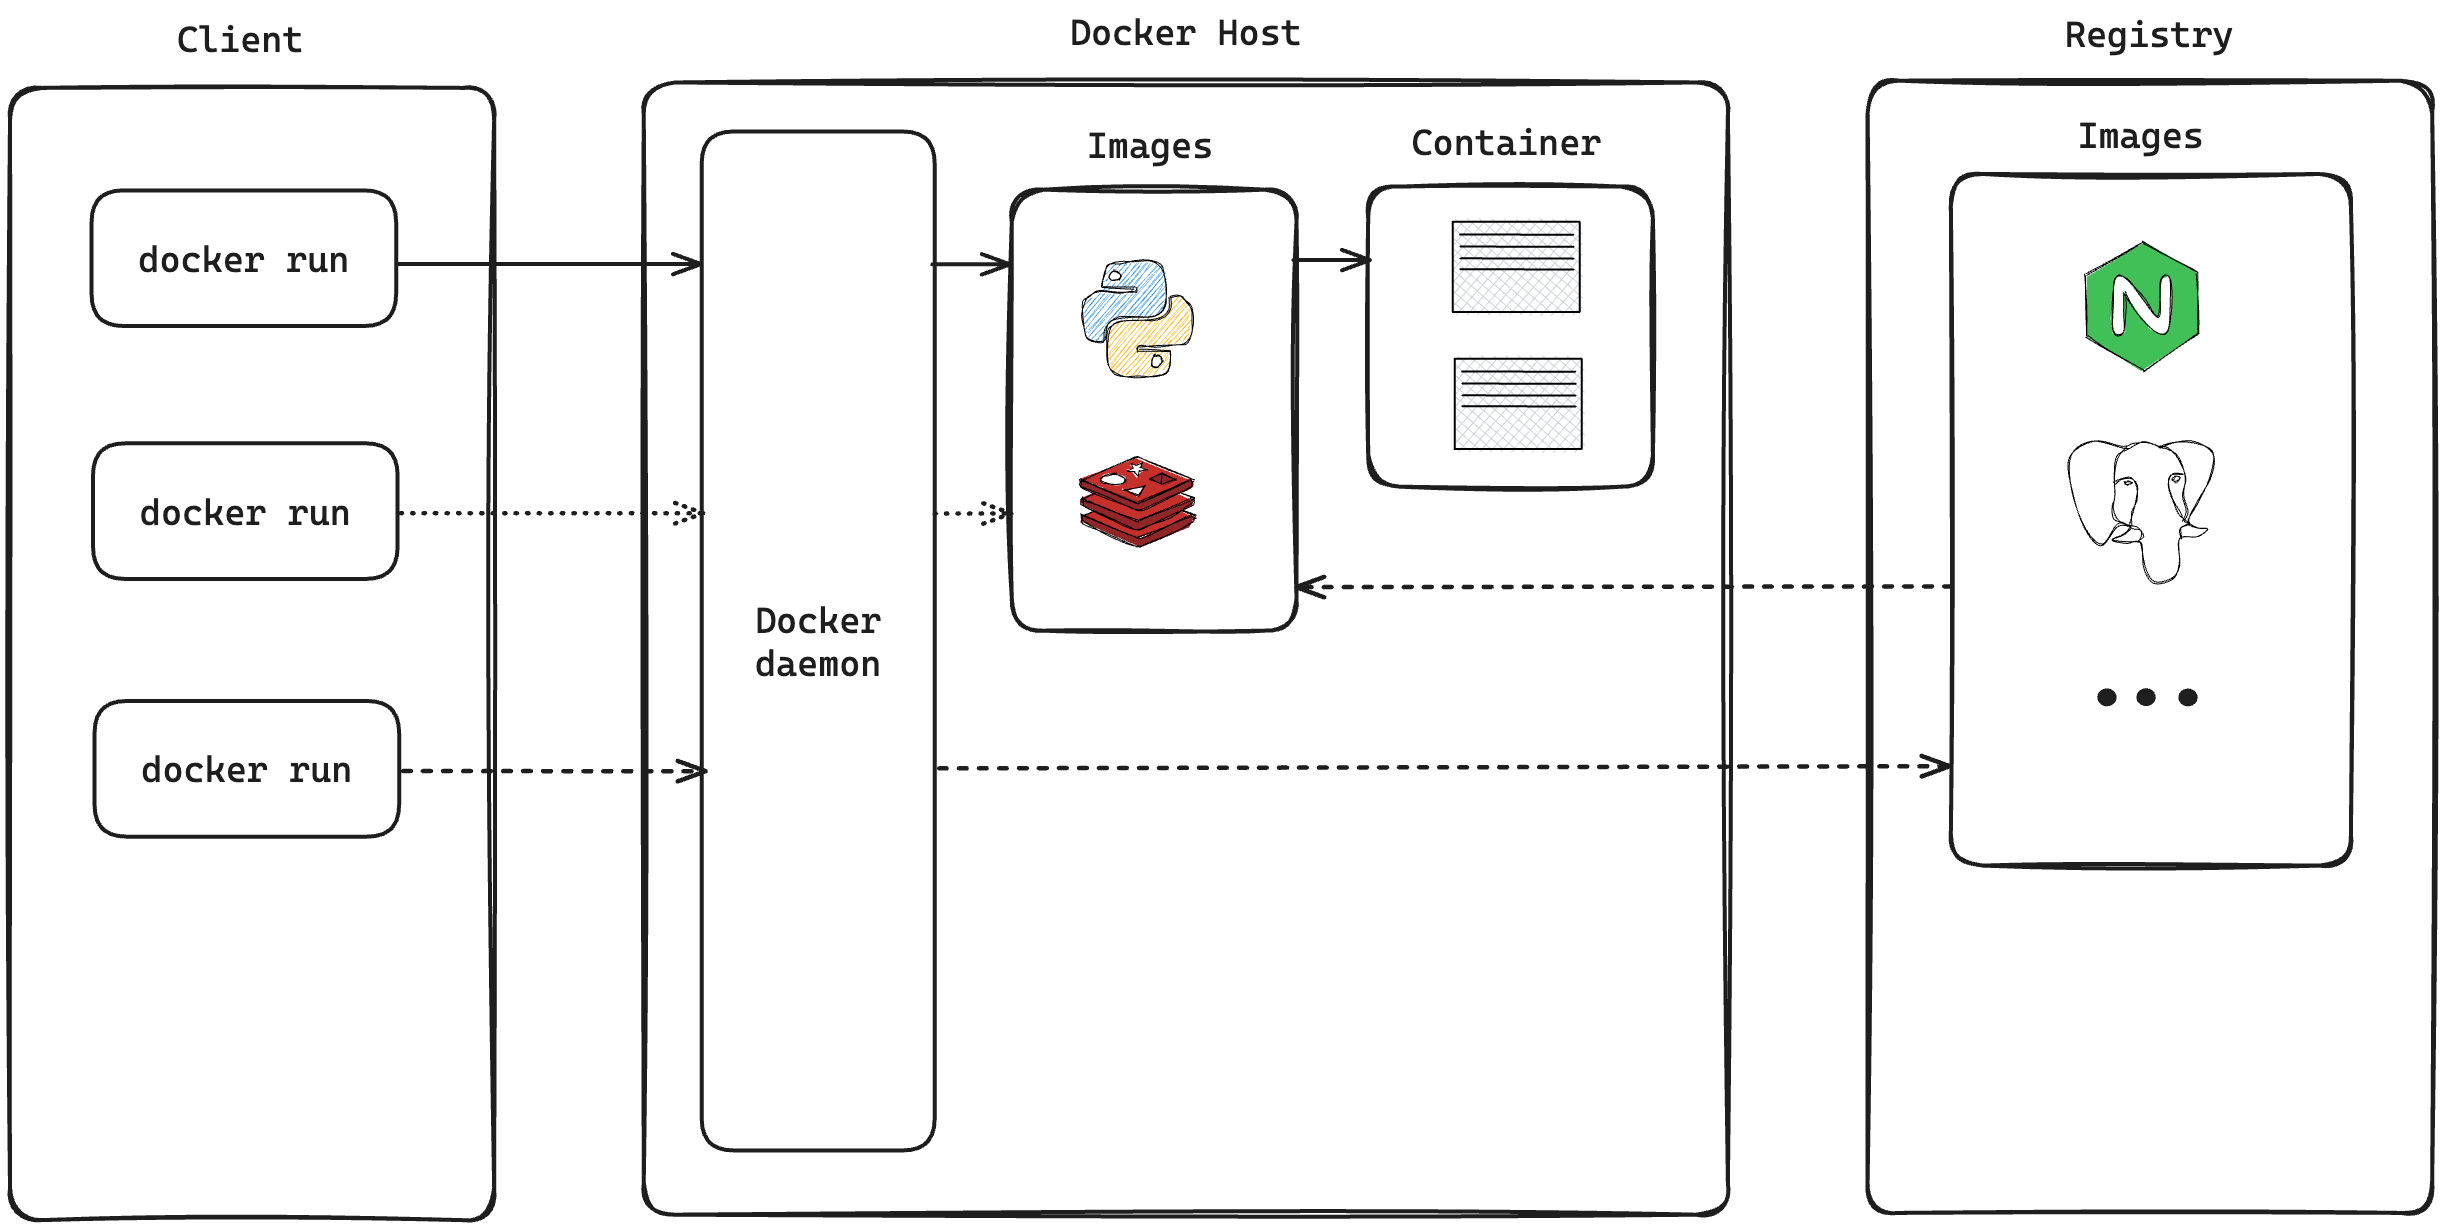 Client
docker run
docker run
docker run
Docker Host
Docker
daemon
Images
Container
Registry
Images
N